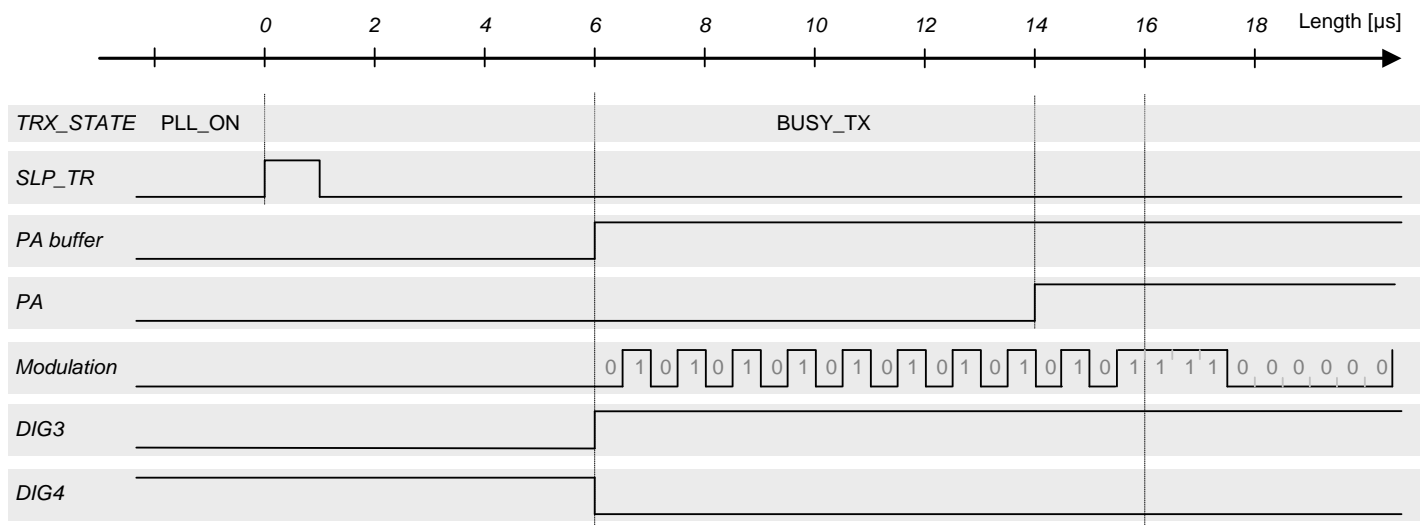 0 2 4 6 8 10 12 14 16 18 Length [µs]
TRX_STATE PLL_ON BUSY_TX
SLP_TR
PA buffer
PA
Modulation 0 1 0 1 0 1 0 1 0 1 0 1 0 1 0 1 0 1 0 1 1 1 1 0 0 0 0 0 0
DIG3
DIG4